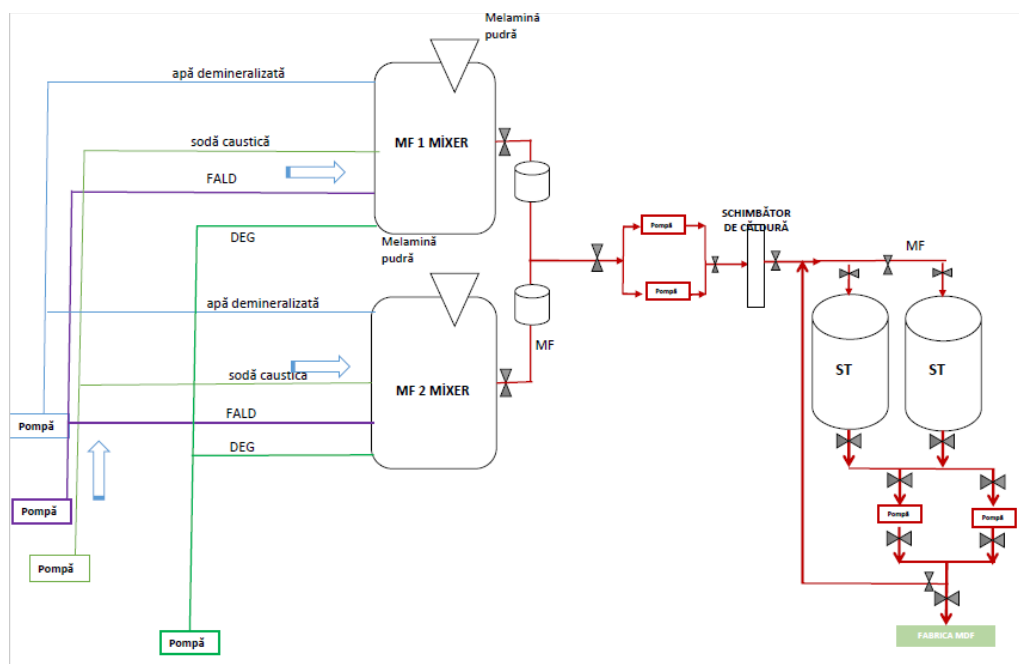 Melamină
pudră
apă demineralizată
MF 1 MİXER
sodă caustică
FALD
DEG
SCHIMBĂTOR
DE CĂLDURĂ
Pompă
MF
Melamină
pudră
Pompă
apă demineralizată
MF
sodă caustica
MF 2 MİXER
ST
ST
FALD
Pompă
DEG
Pompă
Pompă
Pompă
Pompă
Pompă
FABRICA MDF